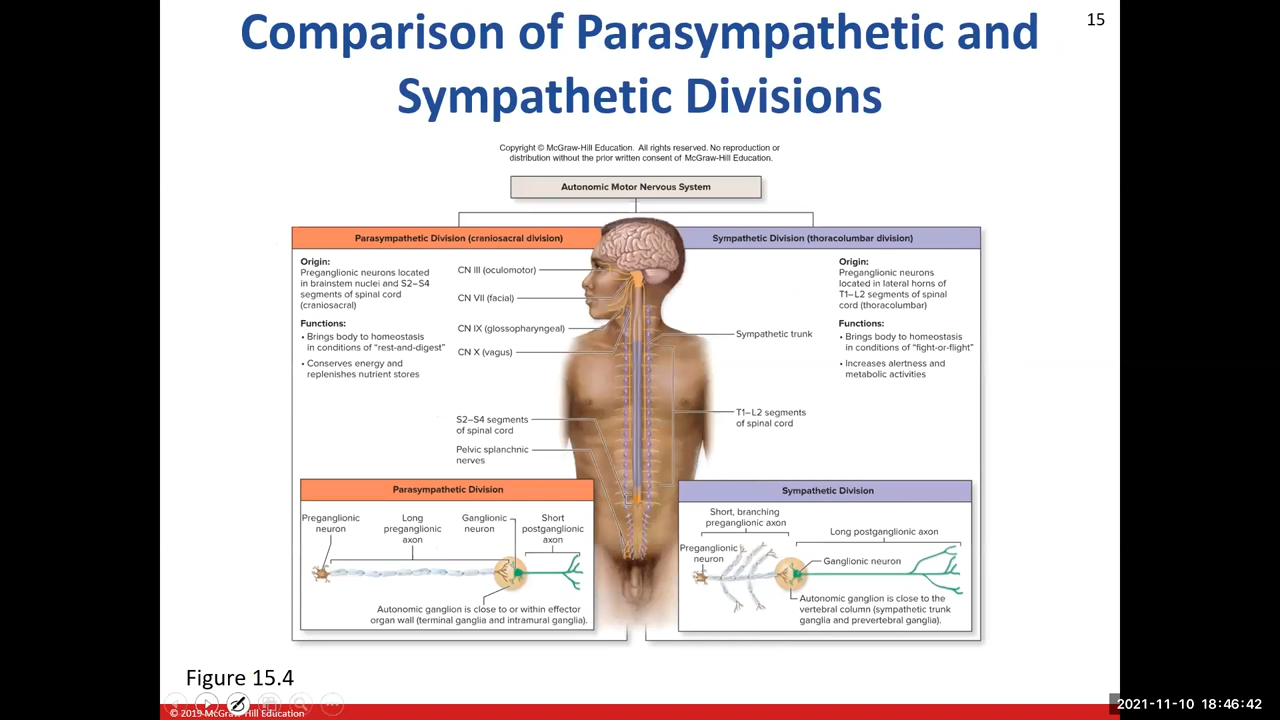 Comparison of Parasympathetic and
Sympathetic Divisions
15
Copyright © McGraw-Hill Education. All rights reserved. No reproduction or
distribution without the prior written consent of McGraw-Hill Education.
Autonomic Motor Nervous System
Parasympathetic Division (craniosacral division)
Origin:
Preganglionic neurons located
in brainstem nuclei and S2–S4
segments of spinal cord
(craniosacral)
Functions:
• Brings body to homeostasis
in conditions of “rest-and-digest”
• Conserves energy and
replenishes nutrient stores
CN III (oculomotor)
CN VII (facial)
CN IX (glossopharyngeal)
CN X (vagus)
S2–S4 segments
of spinal cord
Pelvic splanchnic
nerves
Sympathetic Division (thoracolumbar division)
Origin:
Preganglionic neurons
located in lateral horns of
T1–L2 segments of spinal
cord (thoracolumbar)
Functions:
• Brings body to homeostasis
in conditions of “fight-or-flight”
• Increases alertness and
metabolic activities
Sympathetic trunk
T1–L2 segments
of spinal cord
Parasympathetic Division
Preganglionic
neuron
Long
preganglionic
axon
Ganglionic
neuron
Short
postganglionic
axon
Autonomic ganglion is close to or within effector
organ wall (terminal ganglia and intramural ganglia).
Sympathetic Division
Short, branching
preganglionic axon
Long postganglionic axon
Preganglionic
neuron
Ganglionic neuron
Autonomic ganglion is close to the
vertebral column (sympathetic trunk
ganglia and prevertebral ganglia).
Figure 15.4
© 2019 McGraw-Hill Education
2021-11-10 18:46:42